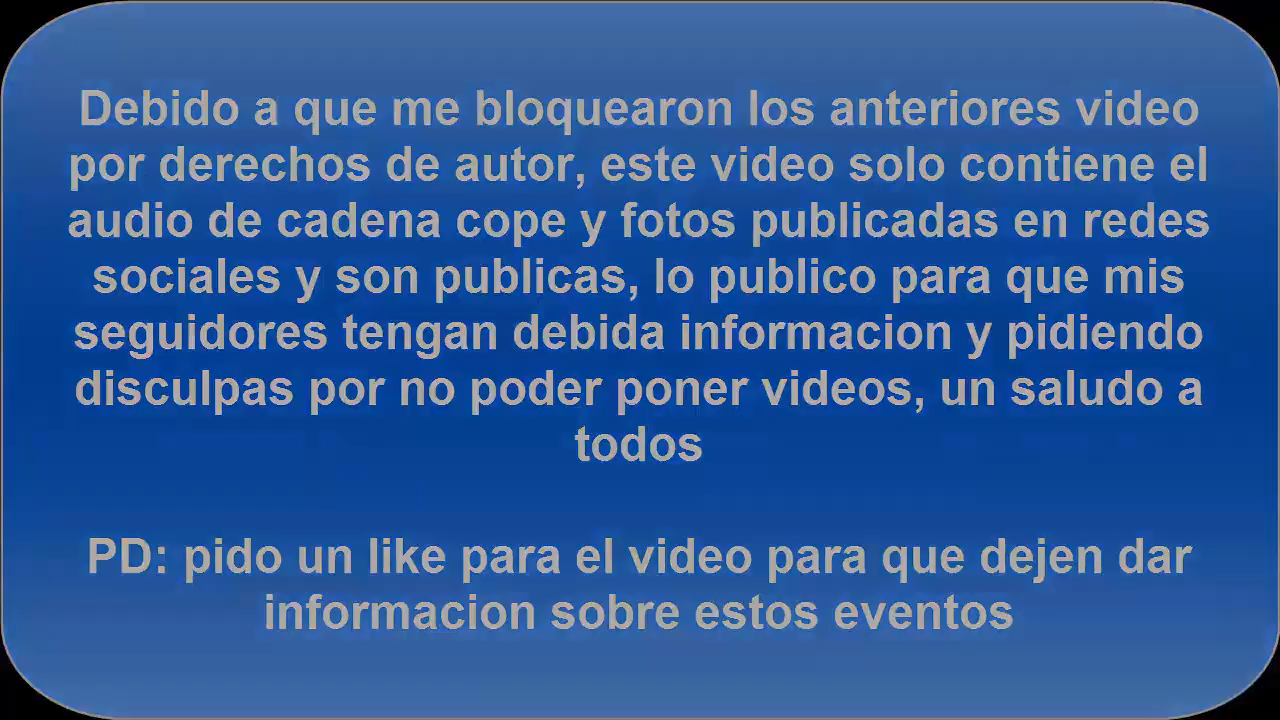 Debido a que me bloquearon los anteriores video
por derechos de autor, este video solo contiene el
audio de cadena cope y fotos publicadas en redes
sociales y son publicas, lo publico para que mis
seguidores tengan debida informacion y pidiendo
disculpas por no poder poner videos, un saludo a
todos
PD: pido un like para el video para que dejen dar
informacion sobre estos eventos